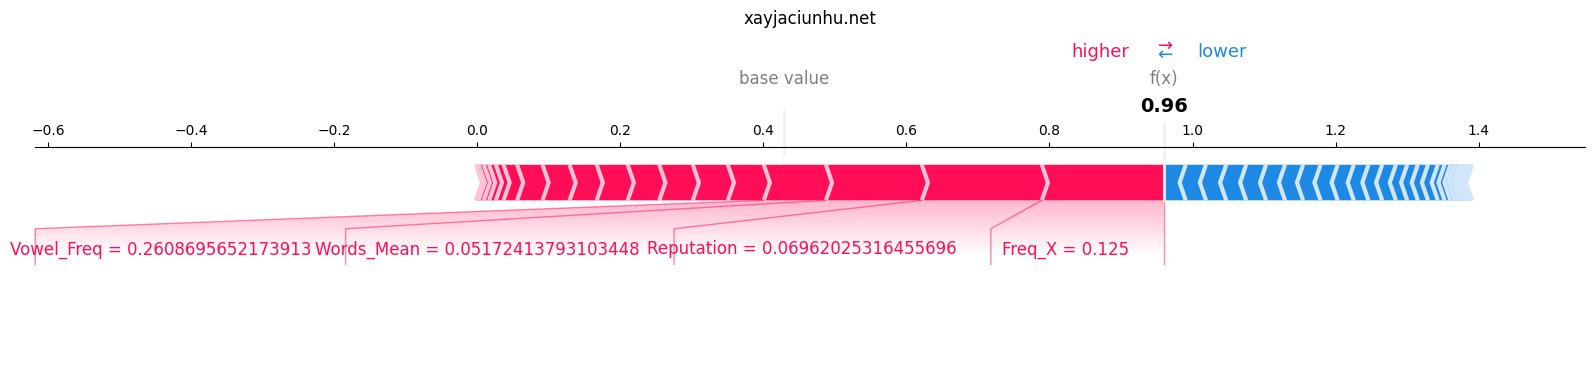 xayjaciunhu.net
higher → ← lower
base value f(x)
0.96
−0.6 −0.4 −0.2 0.0 0.2 0.4 0.6 0.8 1.0 1.2 1.4
Vowel_Freq = 0.2608695652173913 Words_Mean = 0.05172413793103448 Reputation = 0.06962025316455696 Freq_X = 0.125